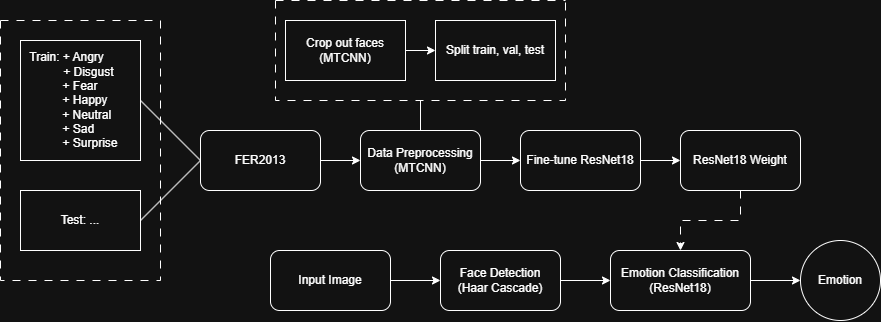 Crop out faces
(MTCNN)
Split train, val, test
Train: + Angry
+ Disgust
+ Fear
+ Happy
+ Neutral
+ Sad
+ Surprise
Test: ...
FER2013
Data Preprocessing
(MTCNN)
Fine-tune ResNet18
ResNet18 Weight
Input Image
Face Detection
(Haar Cascade)
Emotion Classification
(ResNet18)
Emotion